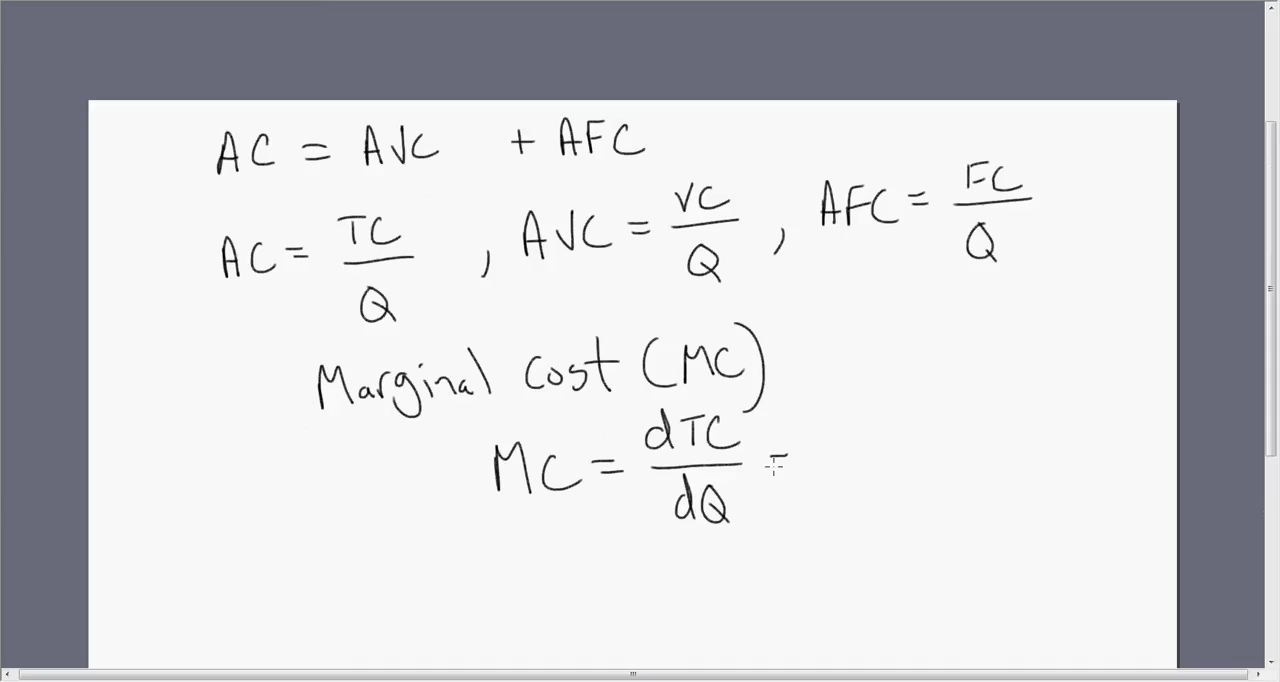 AC = AVC + AFC
AC = TC/Q , AVC = VC/Q , AFC = FC/Q
Marginal cost (MC)
MC = dTC/dQ =